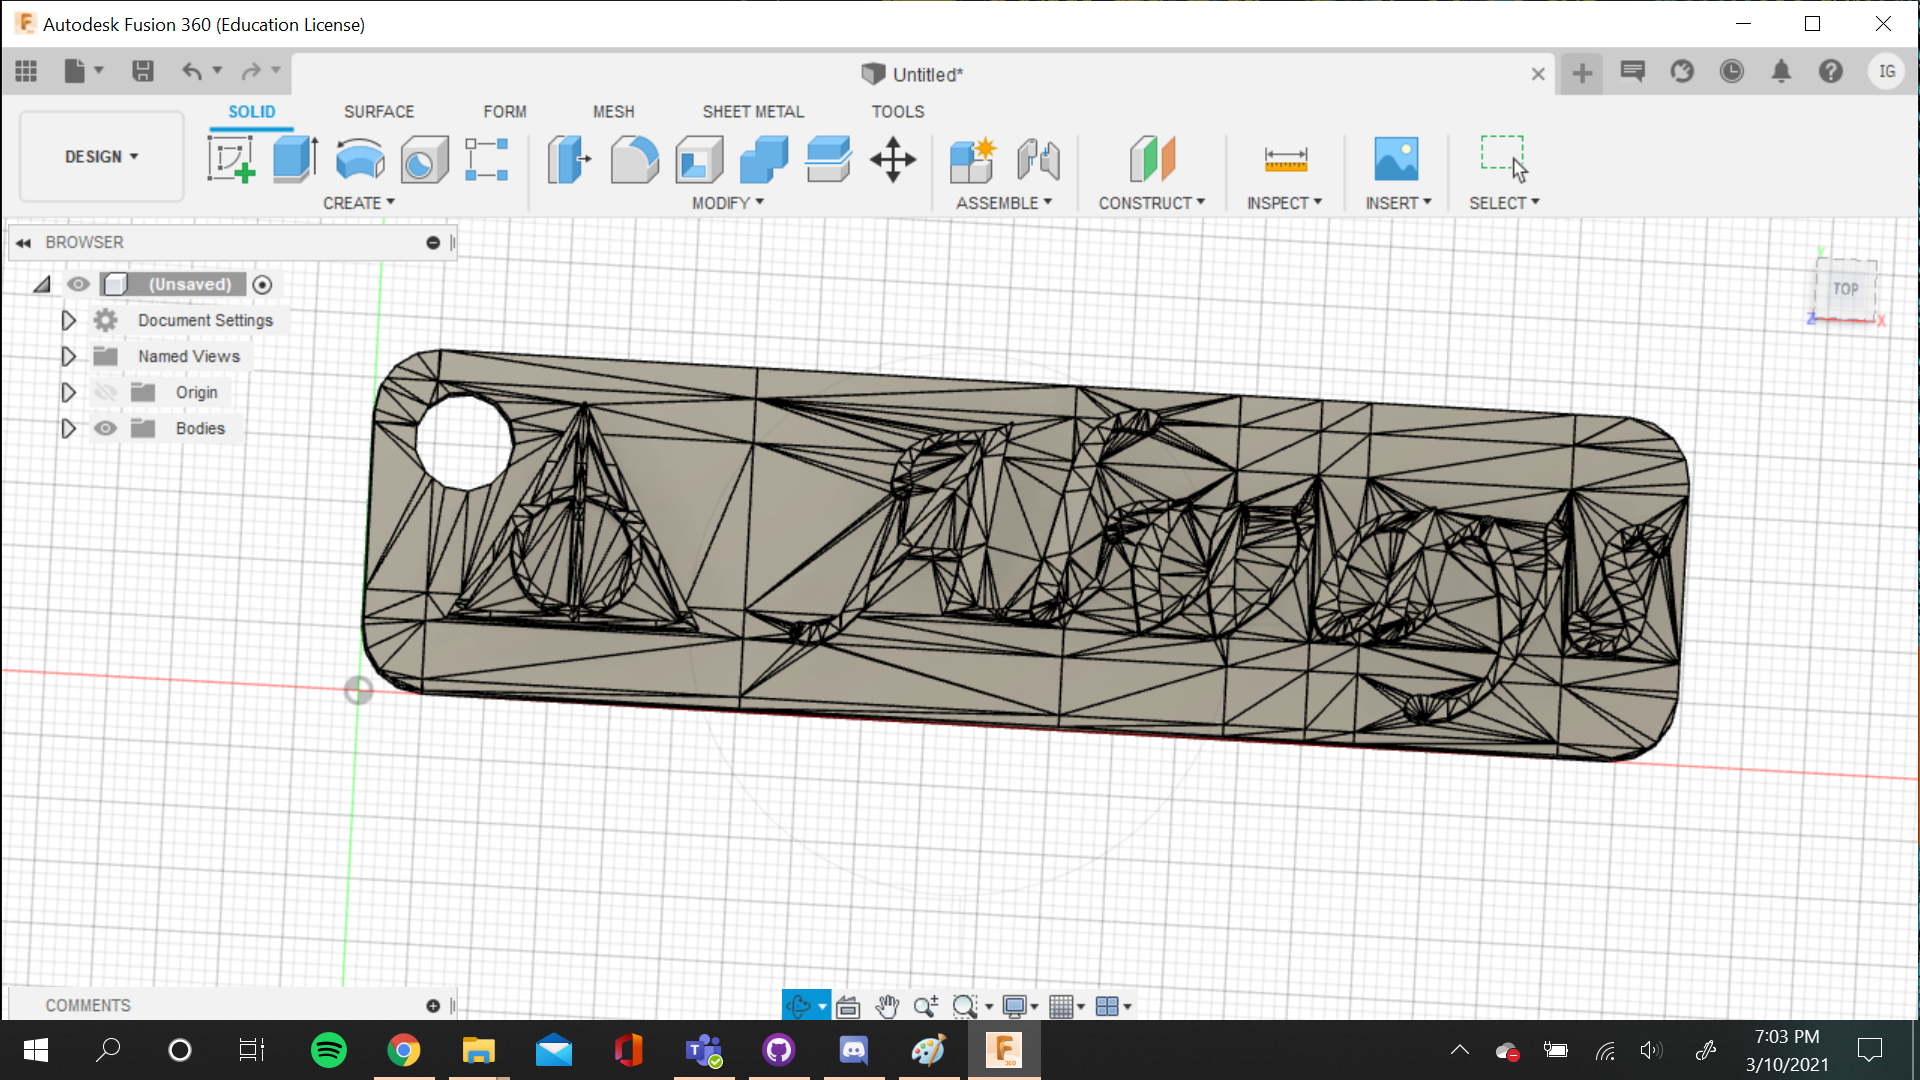 Autodesk Fusion 360 (Education License)
Untitled*
IG
SOLID SURFACE FORM MESH SHEET METAL TOOLS
DESIGN
CREATE MODIFY ASSEMBLE CONSTRUCT INSPECT INSERT SELECT
BROWSER
(Unsaved)
Document Settings
Named Views
Origin
Bodies
Y
TOP
Z X
Always
COMMENTS
7:03 PM
3/10/2021